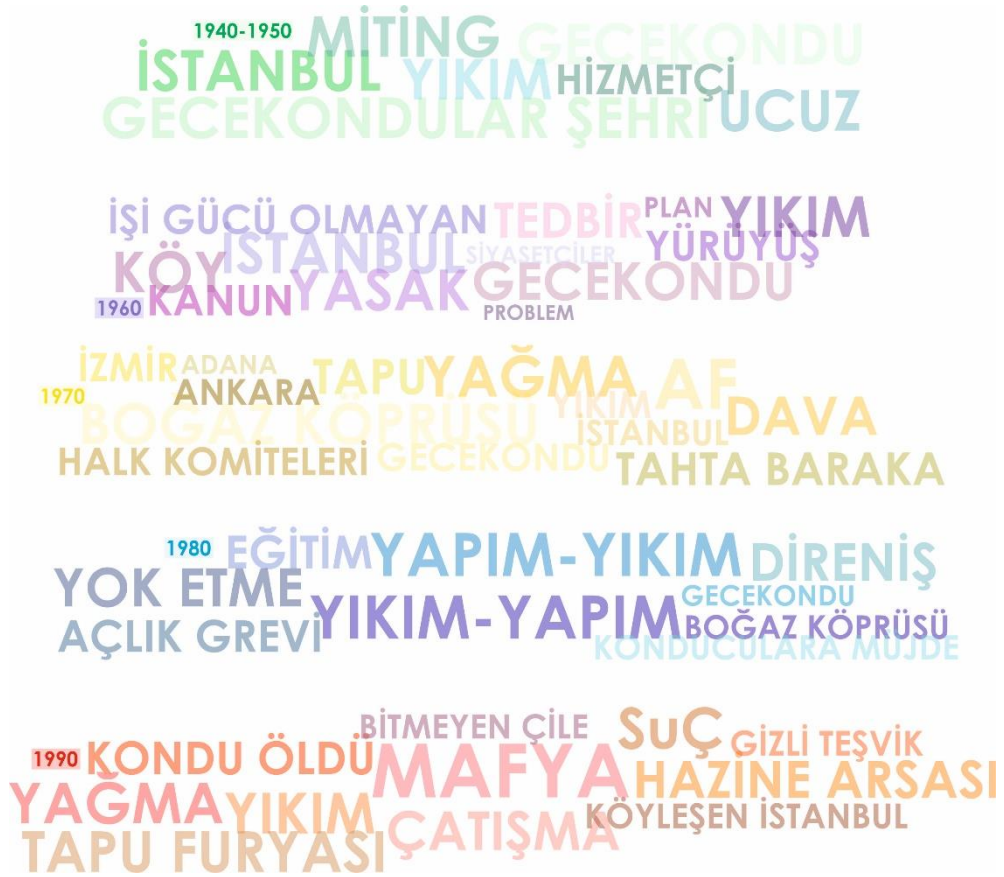 1940-1950 MİTİNG GECEKONDU
İSTANBUL YIKIM HİZMETÇİ
GECEKONDULAR ŞEHRİ UCUZ
İŞİ GÜCÜ OLMAYAN TEDBİR PLAN YIKIM
KÖY İSTANBUL SİYASETCİLER YÜRÜYÜŞ
1960 KANUN YASAK GECEKONDU
PROBLEM
İZMİR ADANA TAPU YAĞMA AF
1970 ANKARA YIKIM
BOĞAZ KÖPRÜSÜ İSTANBUL DAVA
HALK KOMİTELERİ GECEKONDU TAHTA BARAKA
1980 EĞİTİM YAPIM-YIKIM DİRENİŞ
YOK ETME YIKIM-YAPIM GECEKONDU
AÇLIK GREVİ BOĞAZ KÖPRÜSÜ
KONDUCULARA MÜJDE
BİTMEYEN ÇİLE SuÇ GİZLİ TEŞVİK
1990 KONDU ÖLDÜ MAFYA HAZİNE ARSASI
YAĞMA YIKIM ÇATIŞMA KÖYLEŞEN İSTANBUL
TAPU FURYASI